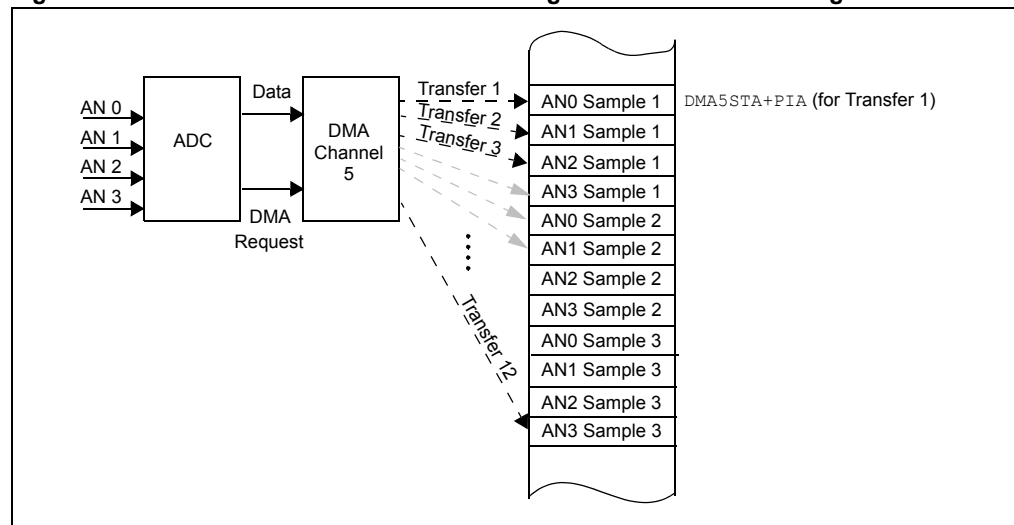 AN 0
AN 1
AN 2
AN 3
ADC
Data
DMA
Request
DMA
Channel
5
Transfer 1
Transfer 2
Transfer 3
Transfer 12
AN0 Sample 1
AN1 Sample 1
AN2 Sample 1
AN3 Sample 1
AN0 Sample 2
AN1 Sample 2
AN2 Sample 2
AN3 Sample 2
AN0 Sample 3
AN1 Sample 3
AN2 Sample 3
AN3 Sample 3
DMA5STA+PIA (for Transfer 1)